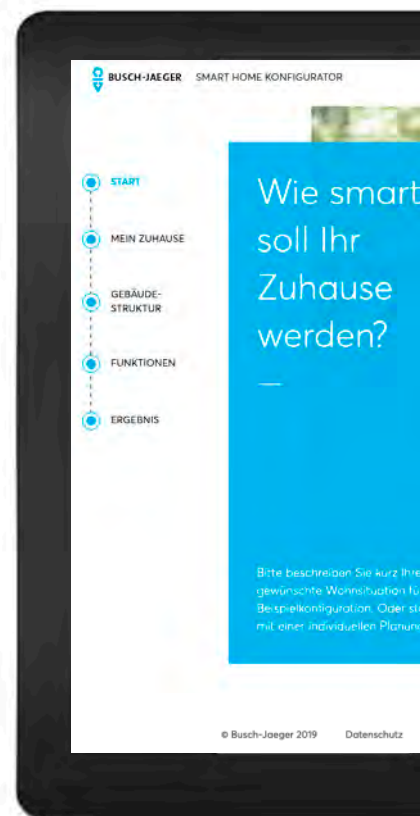 BUSCH-JAEGER SMART HOME KONFIGURATOR
START
MEIN ZUHAUSE
GEBÄUDE-
STRUKTUR
FUNKTIONEN
ERGEBNIS
Wie smart
soll Ihr
Zuhause
werden?
Bitte beschreiben Sie kurz Ihre
gewünschte Wohnsituation fü
Beispielkonfiguration. Oder st
mit einer individuellen Planun
© Busch-Jaeger 2019 Datenschutz